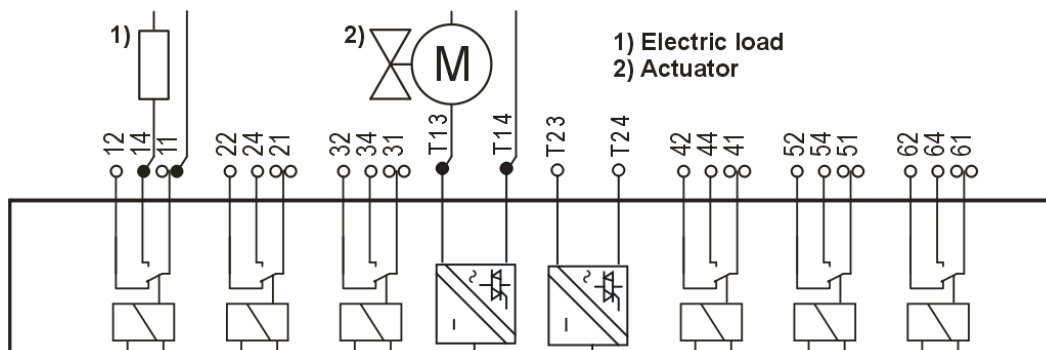 1)
2)
M
1) Electric load
2) Actuator
12 14 11
22 24 21
32 34 31
T13 T14
T23 T24
42 44 41
52 54 51
62 64 61
~
~